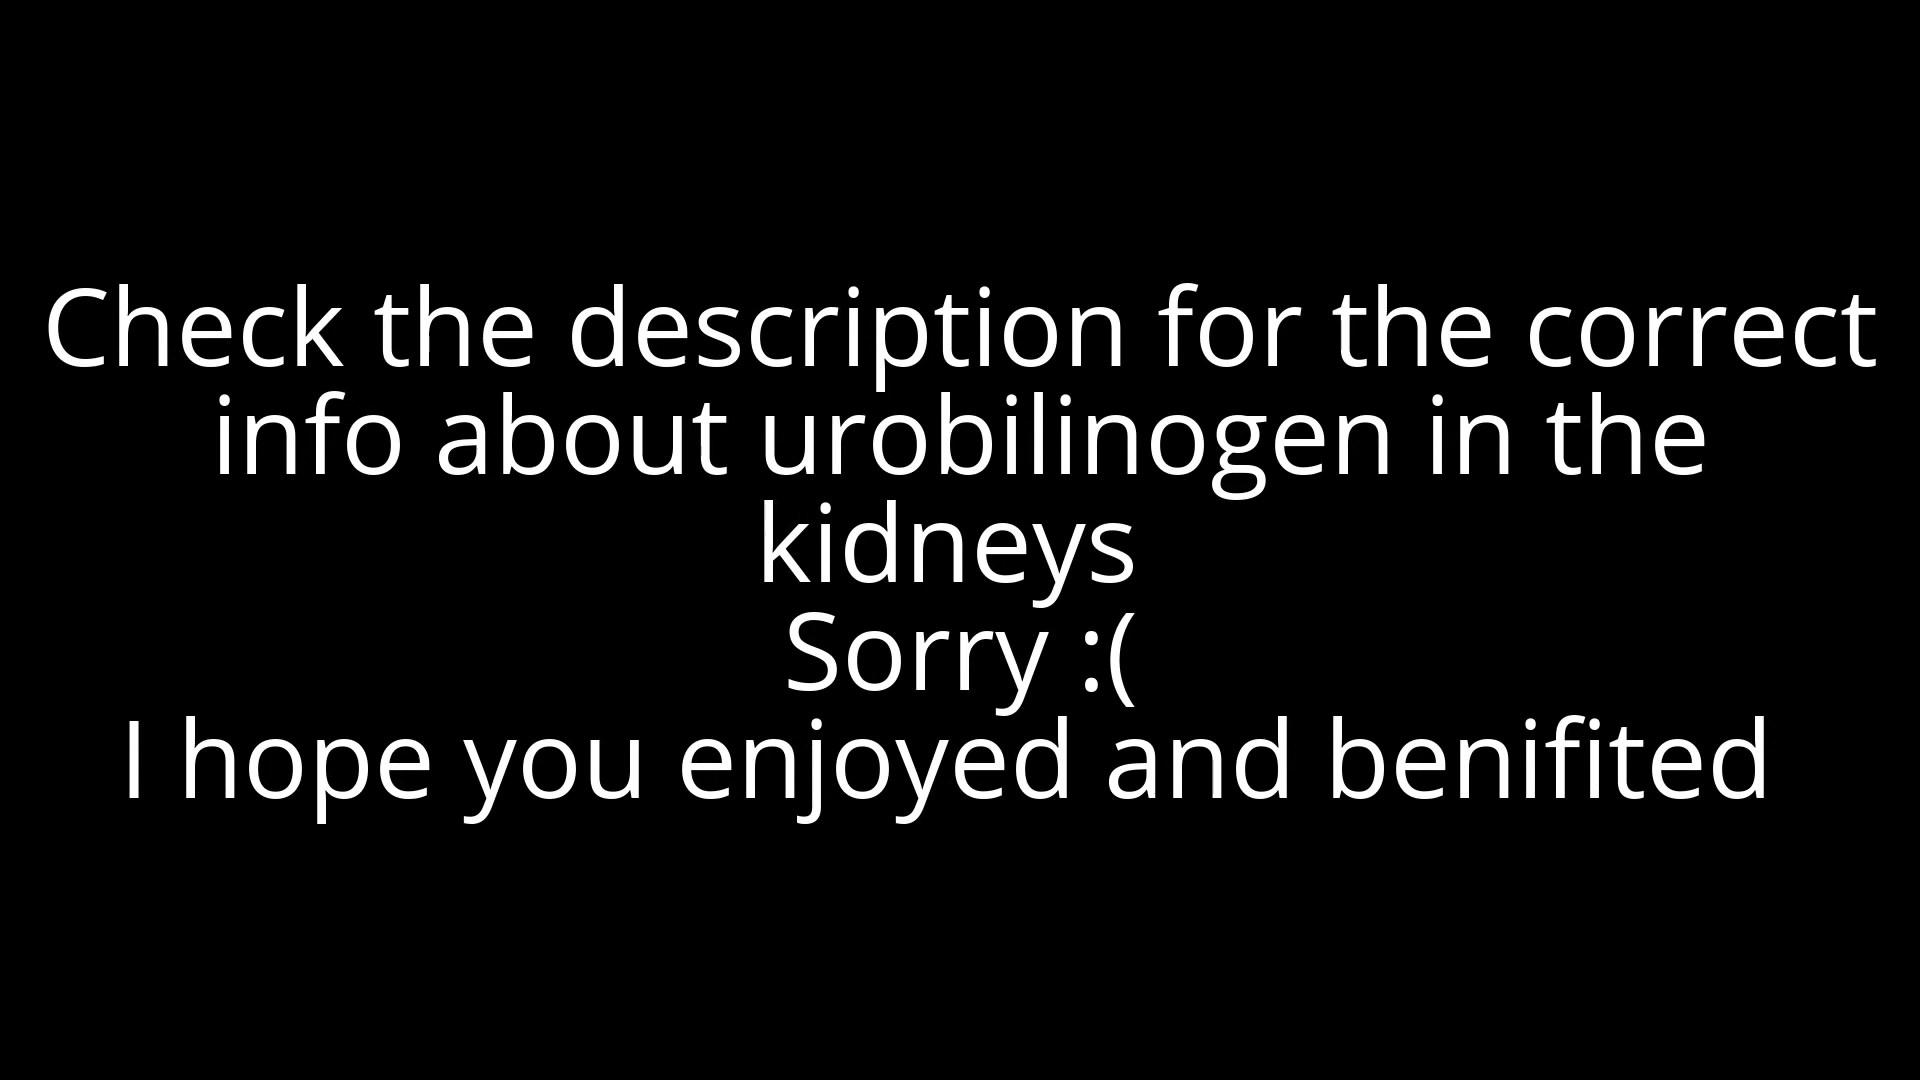 Check the description for the correct
info about urobilinogen in the
kidneys
Sorry :(
I hope you enjoyed and benifited